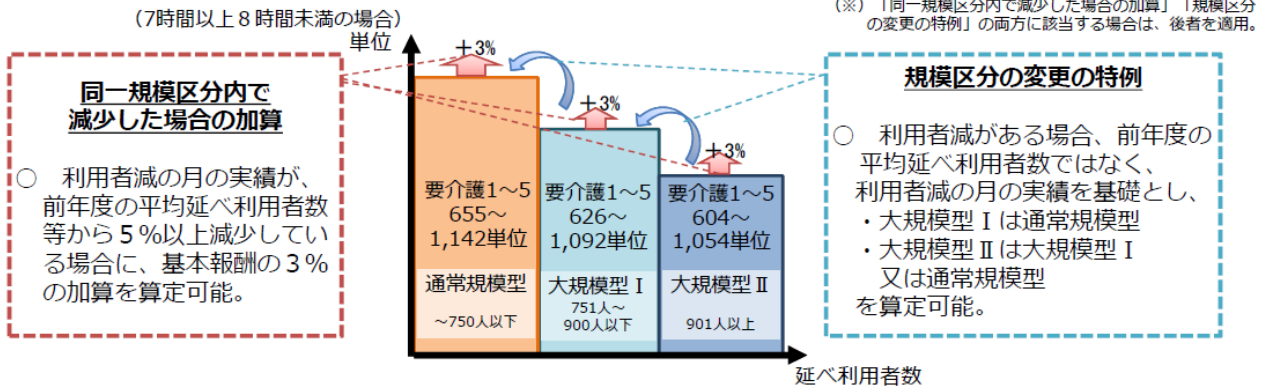 （7時間以上８時間未満の場合）
（※）「同一規模区分内で減少した場合の加算」「規模区分
の変更の特例」の両方に該当する場合は、後者を適用。
単位
同一規模区分内で
減少した場合の加算
○　利用者減の月の実績が、
前年度の平均延べ利用者数
等から５％以上減少してい
る場合に、基本報酬の３％
の加算を算定可能。
＋3%
＋3%
＋3%
要介護1～5
655～
1,142単位
通常規模型
～750人以下
要介護1～5
626～
1,092単位
大規模型Ⅰ
751人～
900人以下
要介護1～5
604～
1,054単位
大規模型Ⅱ
901人以上
延べ利用者数
規模区分の変更の特例
○　利用者減がある場合、前年度の
平均延べ利用者数ではなく、
利用者減の月の実績を基礎とし、
・大規模型Ⅰは通常規模型
・大規模型Ⅱは大規模型Ⅰ
又は通常規模型
を算定可能。